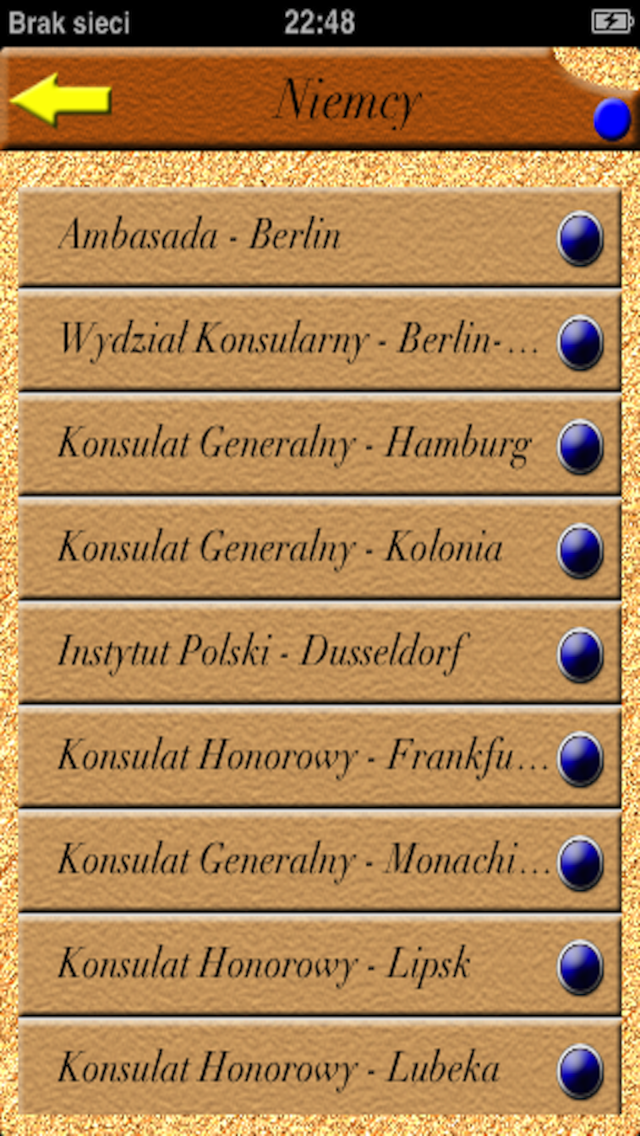 Brak sieci 22:48
Niemcy
Ambasada - Berlin
Wydział Konsularny - Berlin-...
Konsulat Generalny - Hamburg
Konsulat Generalny - Kolonia
Instytut Polski - Dusseldorf
Konsulat Honorowy - Frankfu...
Konsulat Generalny - Monachi...
Konsulat Honorowy - Lipsk
Konsulat Honorowy - Lubeka